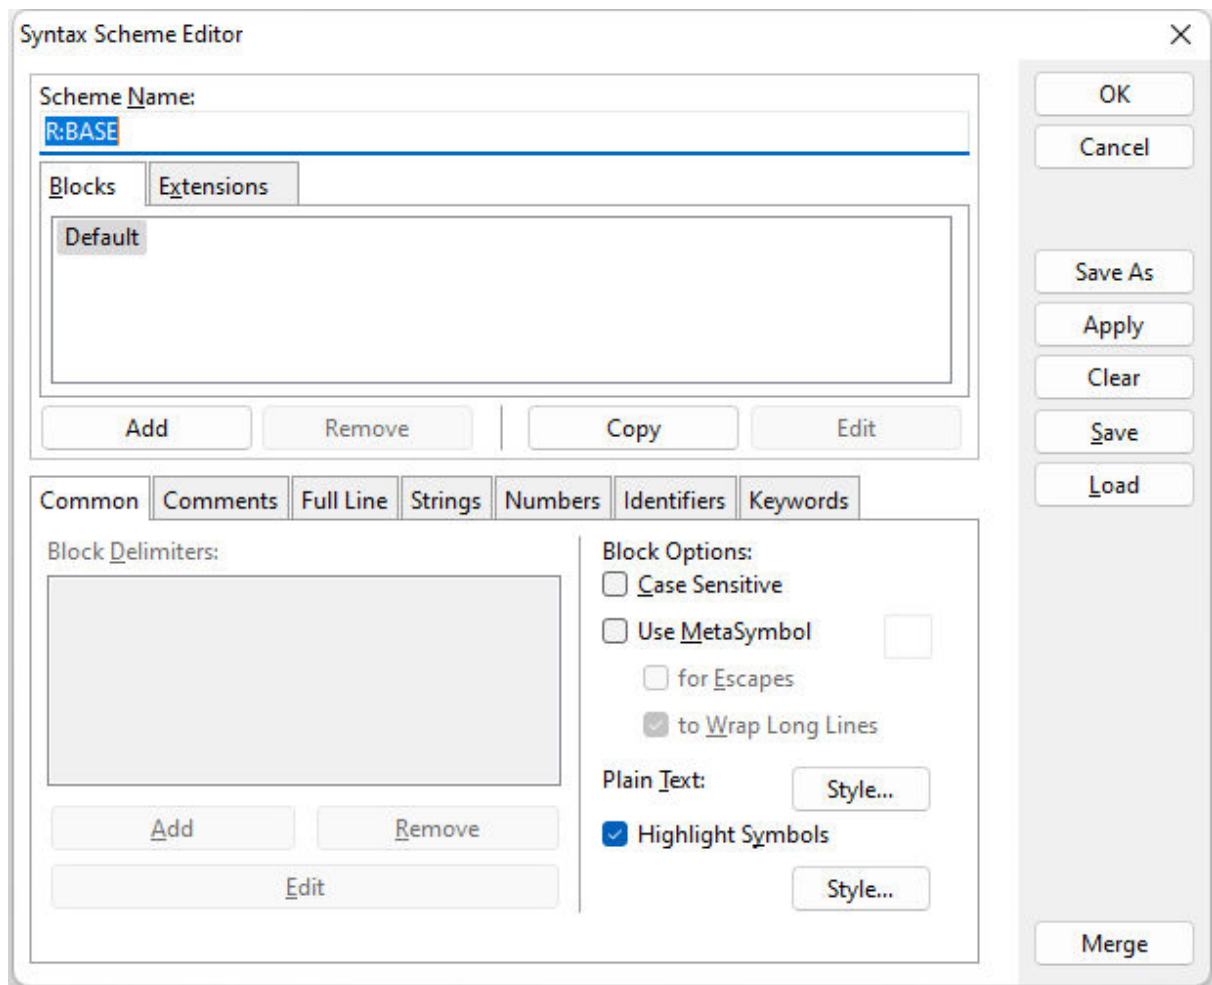 Syntax Scheme Editor
Scheme Name:
R:BASE
Blocks Extensions
Default
Add Remove Copy Edit
Common Comments Full Line Strings Numbers Identifiers Keywords
Block Delimiters:
Add Remove
Edit
Block Options:
Case Sensitive
Use MetaSymbol
for Escapes
to Wrap Long Lines
Plain Text: Style...
Highlight Symbols
Style...
OK
Cancel
Save As
Apply
Clear
Save
Load
Merge